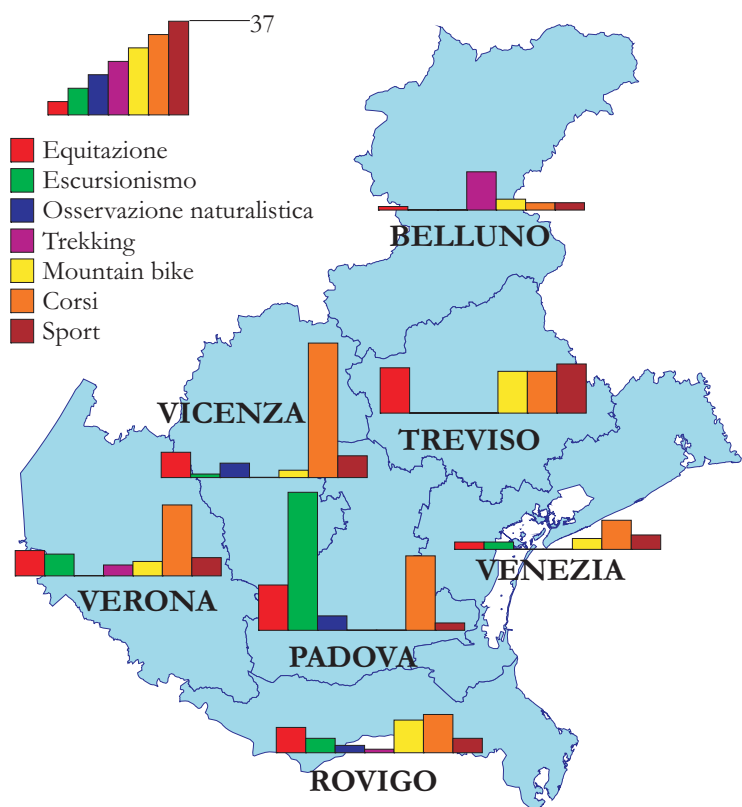 37
Equitazione
Escursionismo
Osservazione naturalistica
Trekking
Mountain bike
Corsi
Sport
BELLUNO
VICENZA
TREVISO
VENEZIA
VERONA
PADOVA
ROVIGO